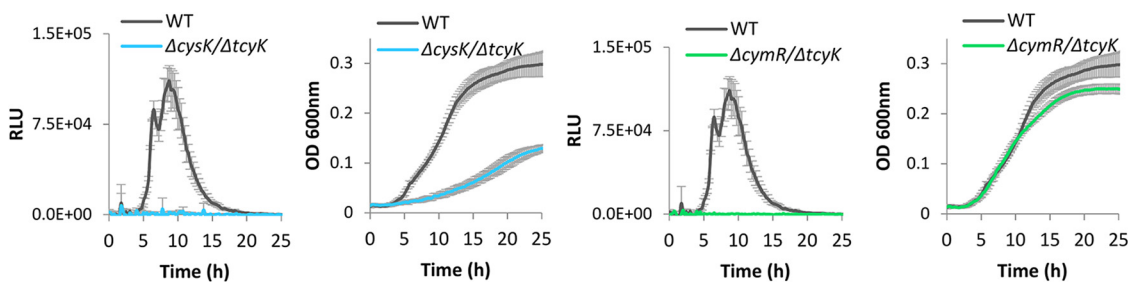 WT
ΔcysK/ΔtcyK
1.5E+05
7.5E+04
0.0E+00
RLU
0 5 10 15 20 25
Time (h)
WT
ΔcysK/ΔtcyK
0.3
0.2
0.1
0
OD 600nm
0 5 10 15 20 25
Time (h)
WT
ΔcymR/ΔtcyK
1.5E+05
7.5E+04
0.0E+00
RLU
0 5 10 15 20 25
Time (h)
WT
ΔcymR/ΔtcyK
0.3
0.2
0.1
0
OD 600nm
0 5 10 15 20 25
Time (h)